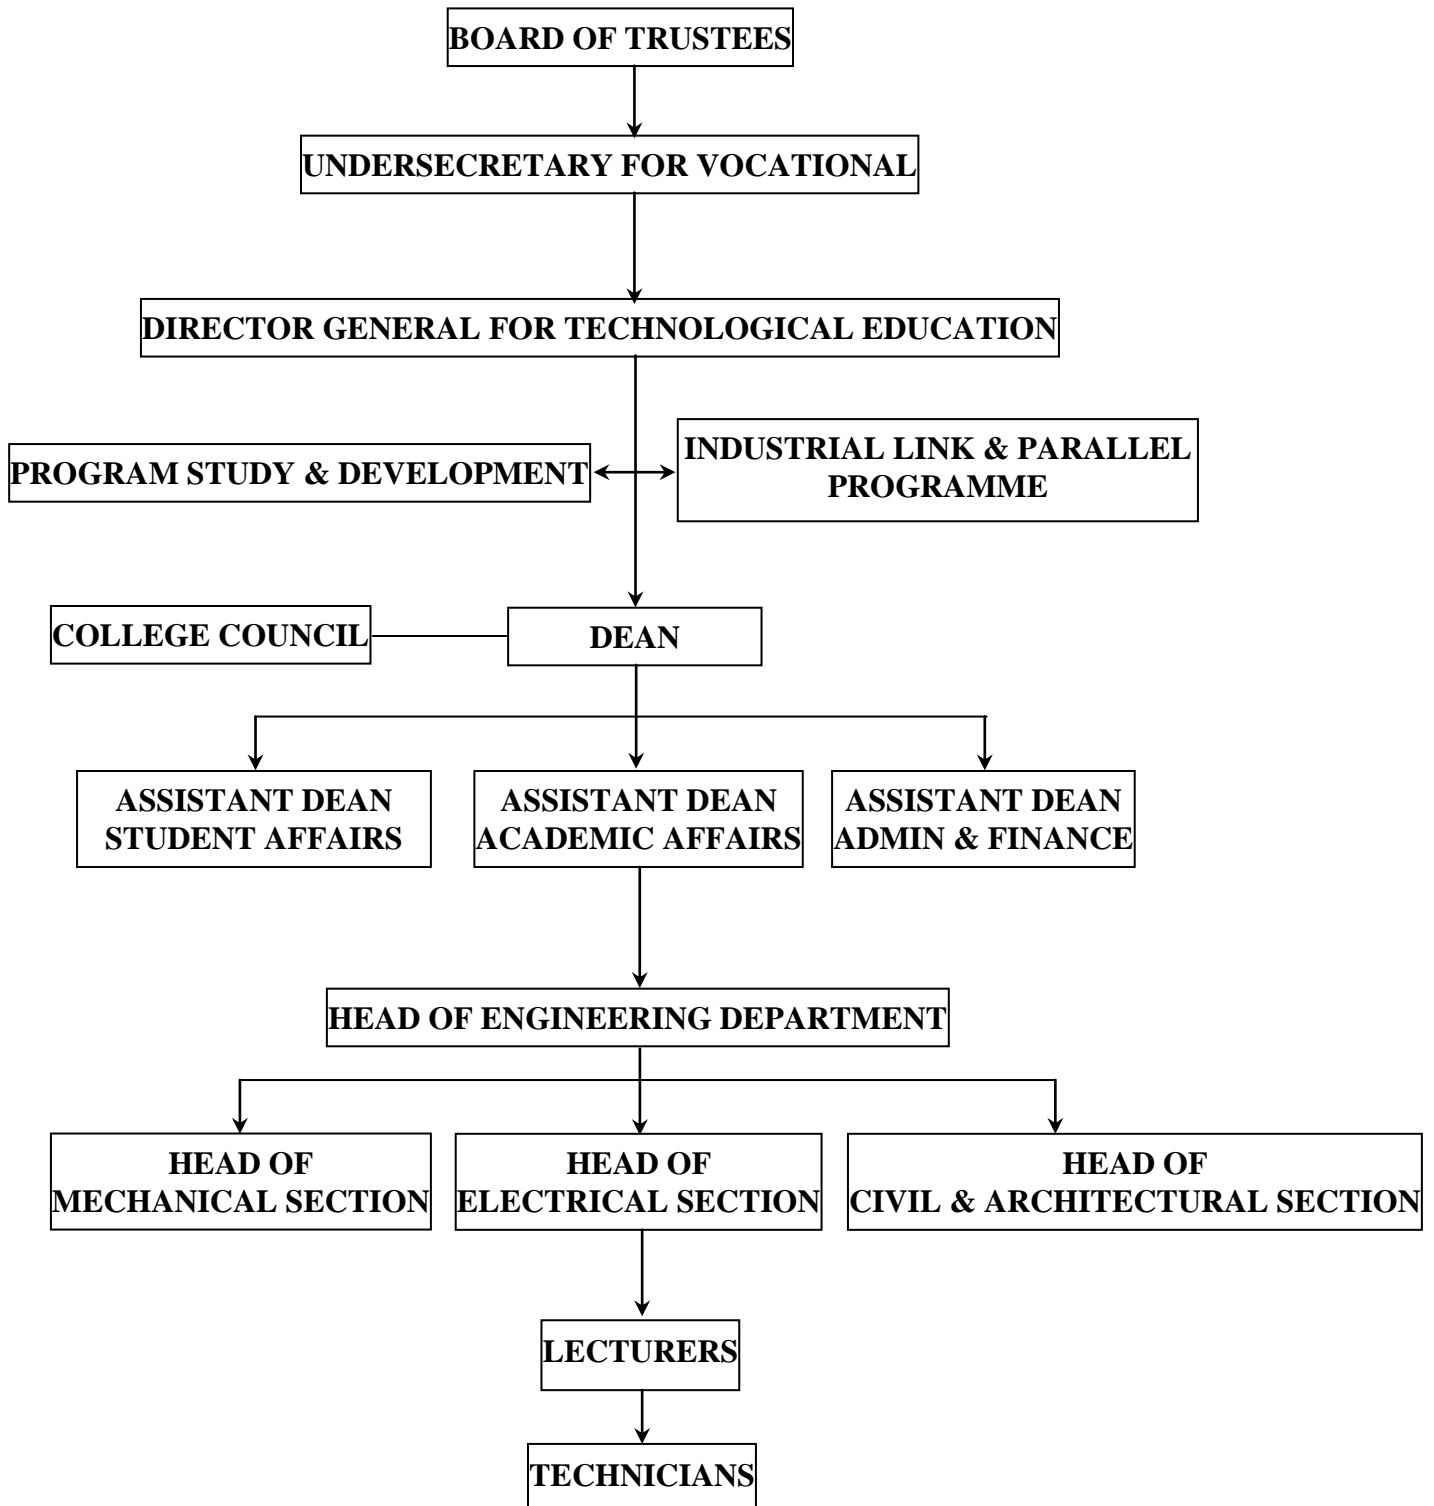 BOARD OF TRUSTEES
UNDERSECRETARY FOR VOCATIONAL
DIRECTOR GENERAL FOR TECHNOLOGICAL EDUCATION
PROGRAM STUDY & DEVELOPMENT
INDUSTRIAL LINK & PARALLEL
PROGRAMME
COLLEGE COUNCIL
DEAN
ASSISTANT DEAN
STUDENT AFFAIRS
ASSISTANT DEAN
ACADEMIC AFFAIRS
ASSISTANT DEAN
ADMIN & FINANCE
HEAD OF ENGINEERING DEPARTMENT
HEAD OF
MECHANICAL SECTION
HEAD OF
ELECTRICAL SECTION
HEAD OF
CIVIL & ARCHITECTURAL SECTION
LECTURERS
TECHNICIANS